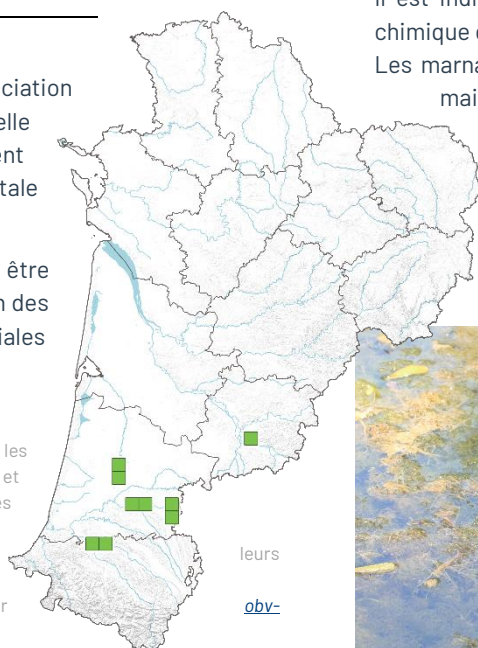 ciation
elle
ent
tale
être
n des
iales
les
et
es
r
Il est indi
chimique
Les marna
mai
leurs
obv-